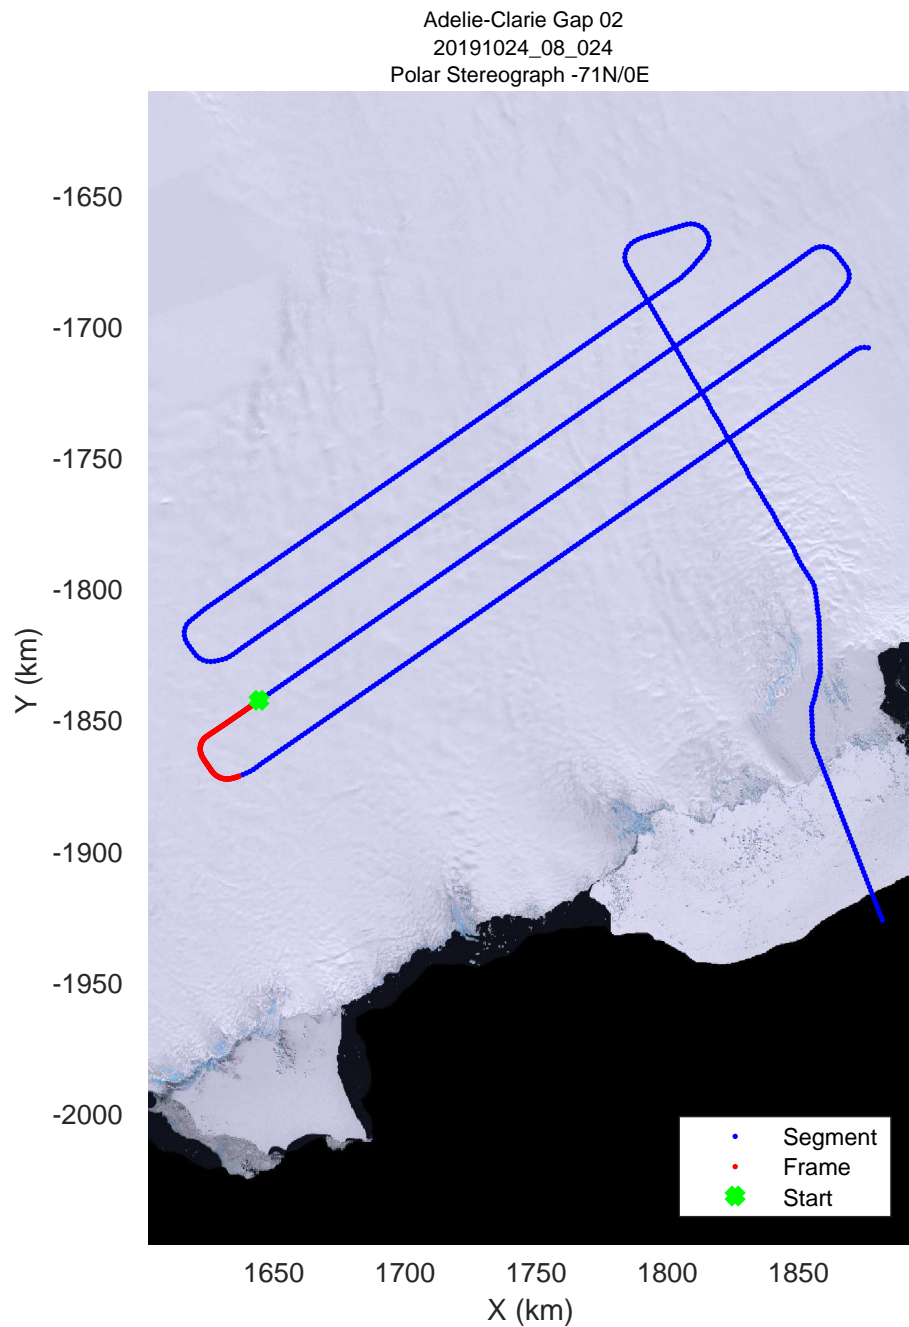 Adelie-Clarie Gap 02
20191024_08_024
Polar Stereograph -71N/0E
-1650
-1700
-1750
-1800
-1850
-1900
-1950
-2000
Y (km)
Segment
Frame
Start
1650 1700 1750 1800 1850
X (km)